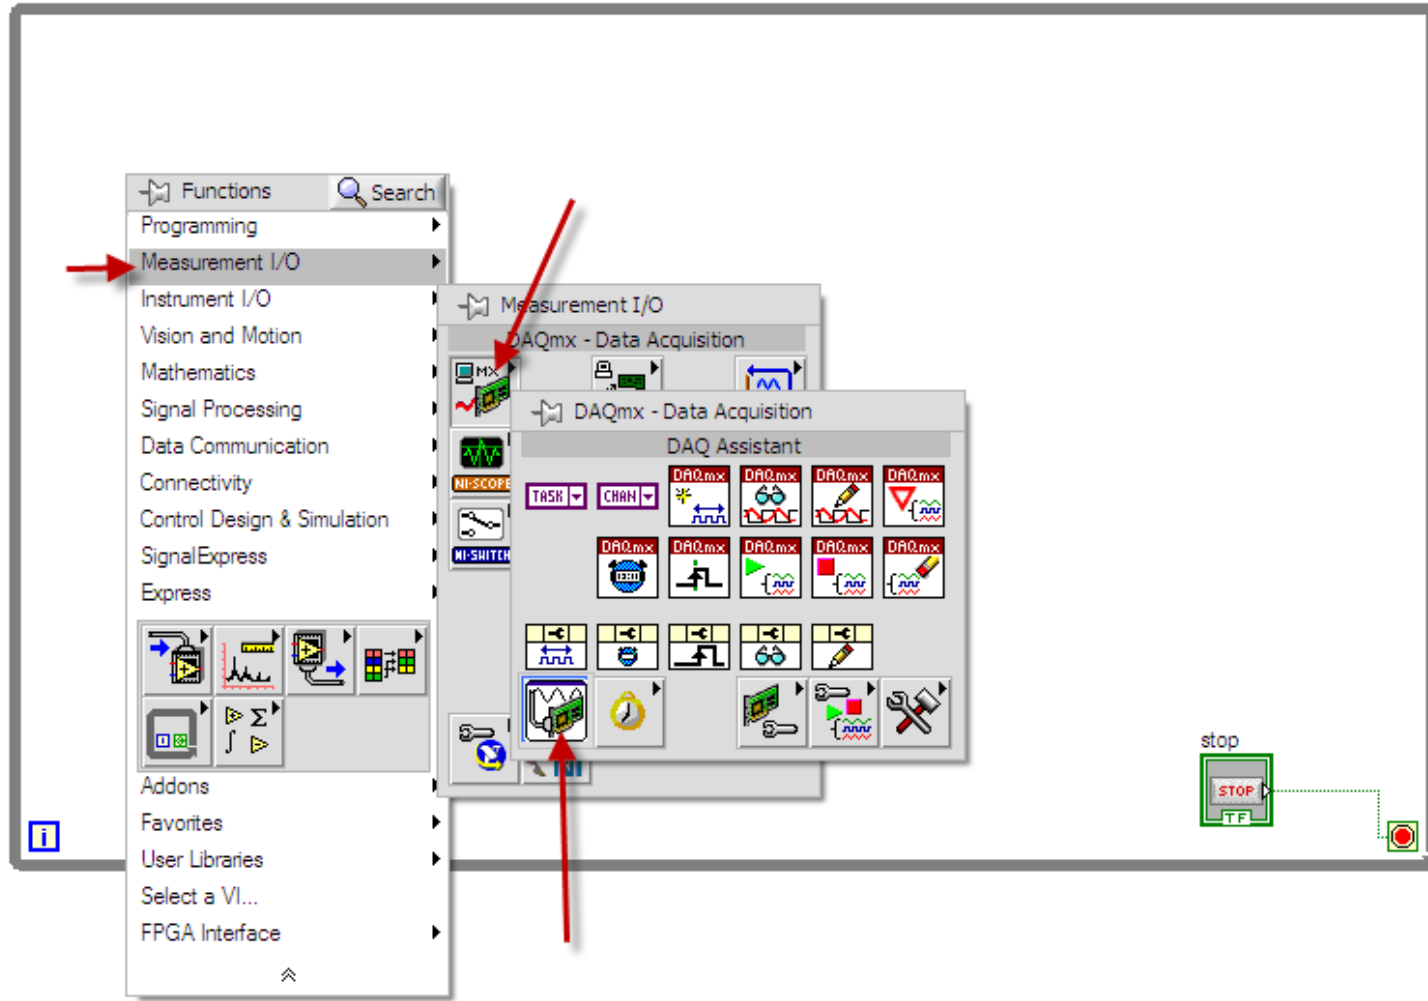 Functions
Search
Programming
Measurement I/O
Instrument I/O
Vision and Motion
Mathematics
Signal Processing
Data Communication
Connectivity
Control Design & Simulation
SignalExpress
Express
Addons
Favorites
User Libraries
Select a VI...
FPGA Interface
Measurement I/O
DAQmx - Data Acquisition
MX
NI-SCOPE
NI-SWITCH
DAQmx - Data Acquisition
DAQ Assistant
TASK
CHAN
DAQmx
DAQmx
DAQmx
DAQmx
DAQmx
DAQmx
DAQmx
DAQmx
DAQmx
stop
STOP
TF
i